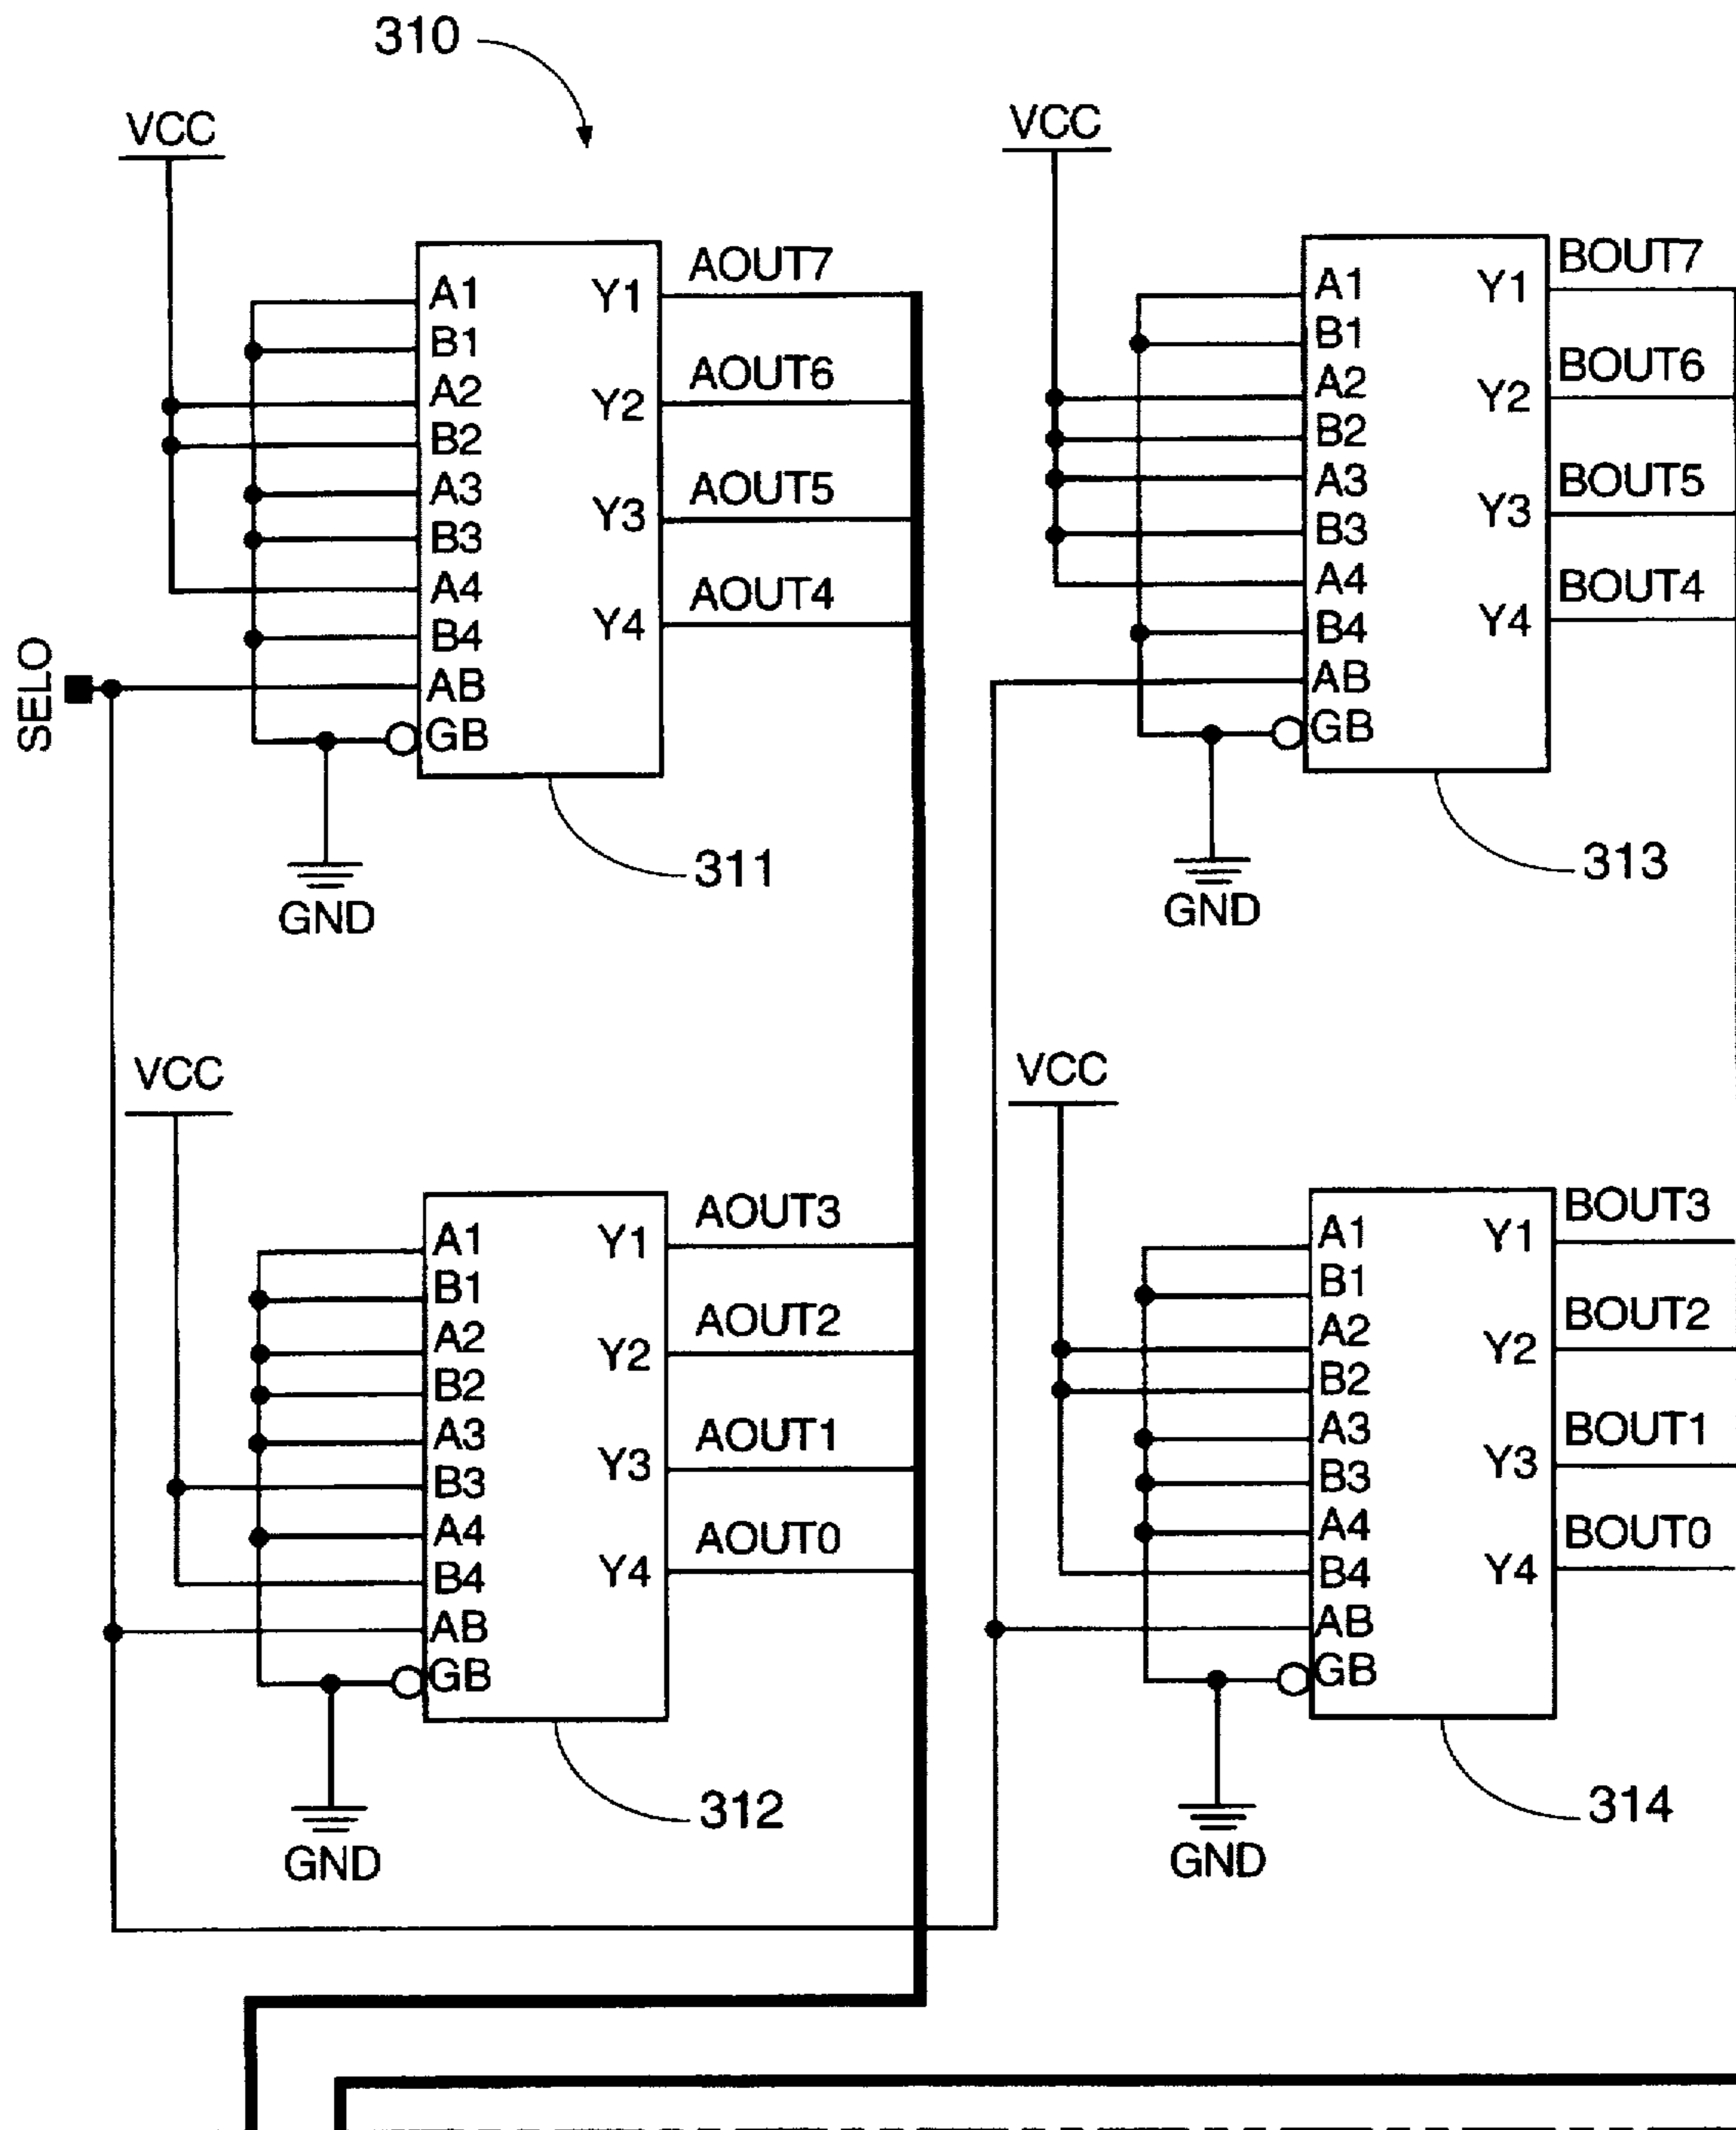 310
VCC
A1
B1
A2
B2
A3
B3
A4
B4
AB
GB
Y1
Y2
Y3
Y4
AOUT7
AOUT6
AOUT5
AOUT4
SELO
GND
311
VCC
A1
B1
A2
B2
A3
B3
A4
B4
AB
GB
Y1
Y2
Y3
Y4
BOUT7
BOUT6
BOUT5
BOUT4
GND
313
VCC
A1
B1
A2
B2
A3
B3
A4
B4
AB
GB
Y1
Y2
Y3
Y4
AOUT3
AOUT2
AOUT1
AOUT0
GND
312
VCC
A1
B1
A2
B2
A3
B3
A4
B4
AB
GB
Y1
Y2
Y3
Y4
BOUT3
BOUT2
BOUT1
BOUT0
GND
314